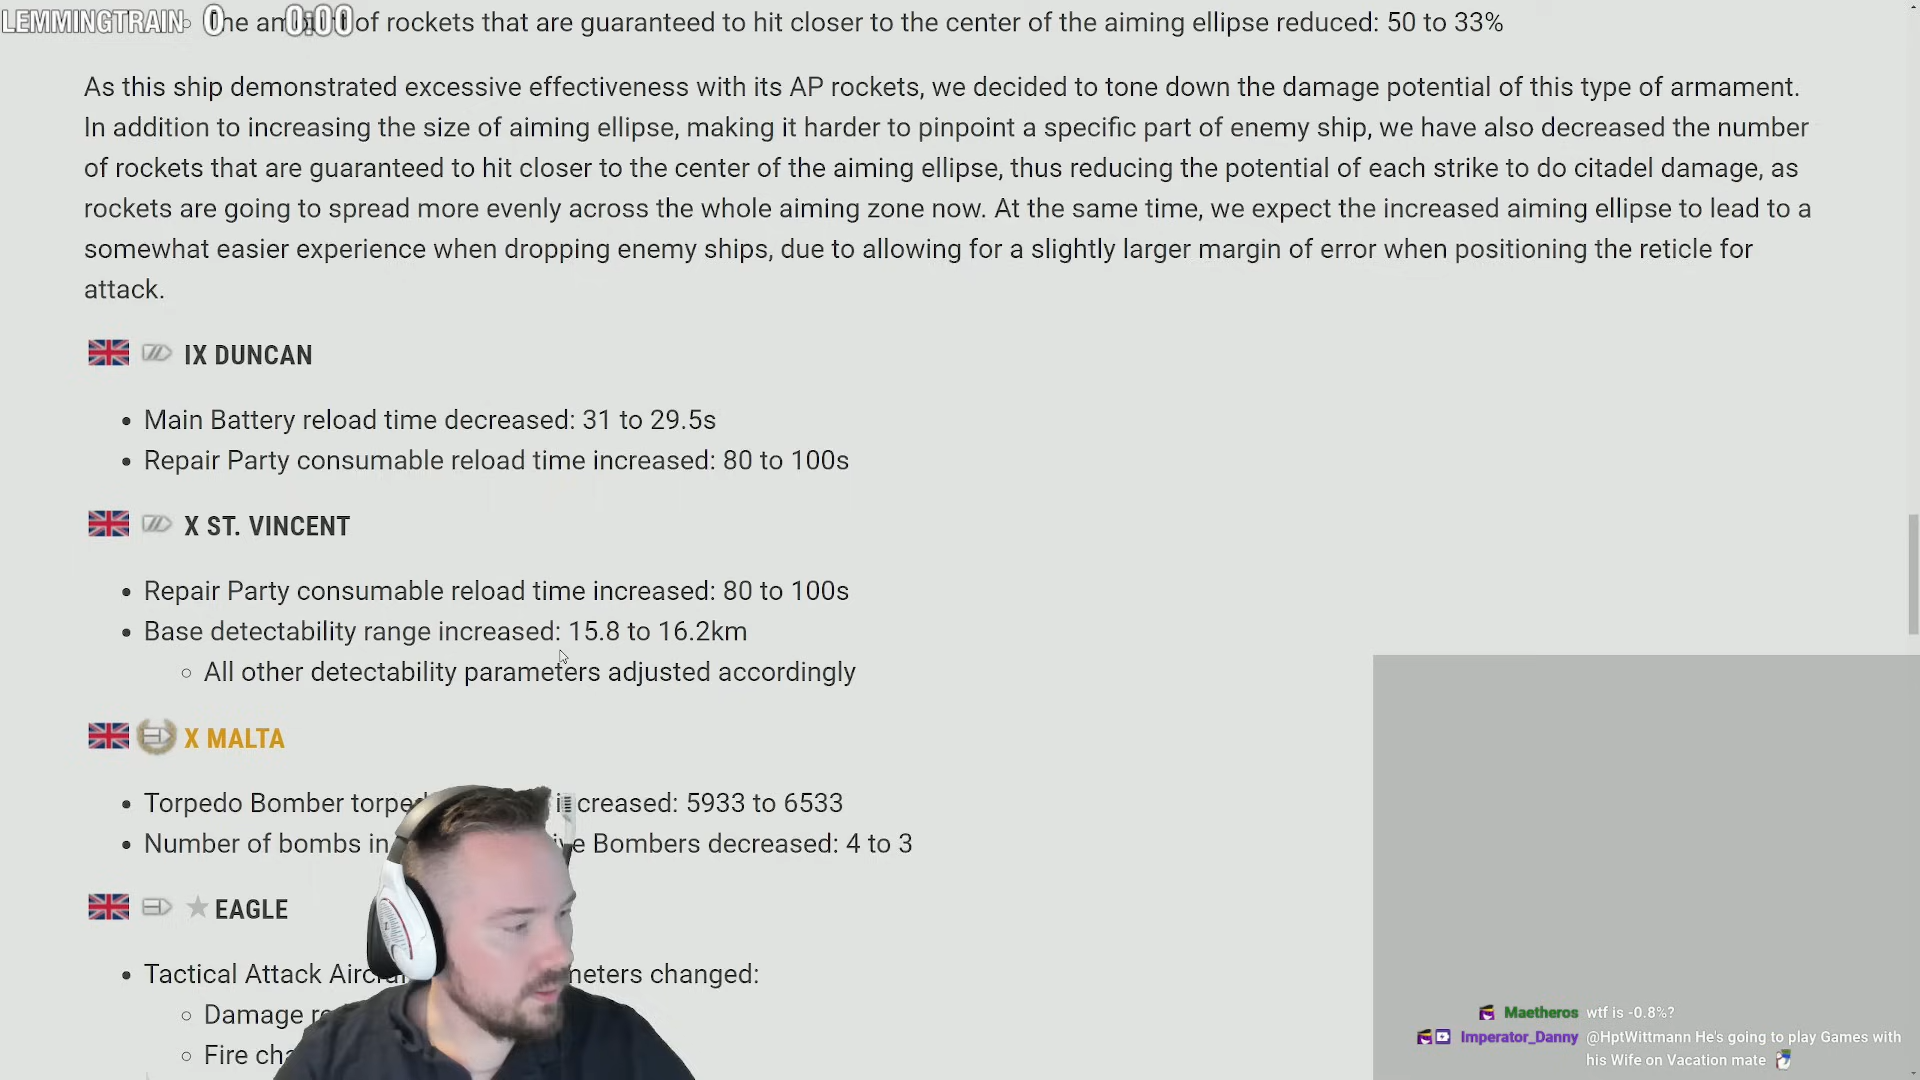 LEMMINGTRAIN 0 0:00
of rockets that are guaranteed to hit closer to the center of the aiming ellipse reduced: 50 to 33%
As this ship demonstrated excessive effectiveness with its AP rockets, we decided to tone down the damage potential of this type of armament.
In addition to increasing the size of aiming ellipse, making it harder to pinpoint a specific part of enemy ship, we have also decreased the number
of rockets that are guaranteed to hit closer to the center of the aiming ellipse, thus reducing the potential of each strike to do citadel damage, as
rockets are going to spread more evenly across the whole aiming zone now. At the same time, we expect the increased aiming ellipse to lead to a
somewhat easier experience when dropping enemy ships, due to allowing for a slightly larger margin of error when positioning the reticle for
attack.
IX DUNCAN
Main Battery reload time decreased: 31 to 29.5s
Repair Party consumable reload time increased: 80 to 100s
X ST. VINCENT
Repair Party consumable reload time increased: 80 to 100s
Base detectability range increased: 15.8 to 16.2km
All other detectability parameters adjusted accordingly
X MALTA
Torpedo Bomber increased: 5933 to 6533
Number of bombs in Bombers decreased: 4 to 3
EAGLE
Tactical Attack changed:
Damage
Fire
Maetheros wtf is -0.8%?
Imperator_Danny @HptWittmann He's going to play Games with
his Wife on Vacation mate